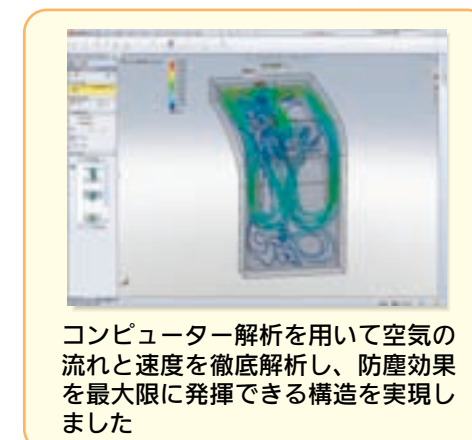 コンピューター解析を用いて空気の
流れと速度を徹底解析し、防塵効果
を最大限に発揮できる構造を実現し
ました